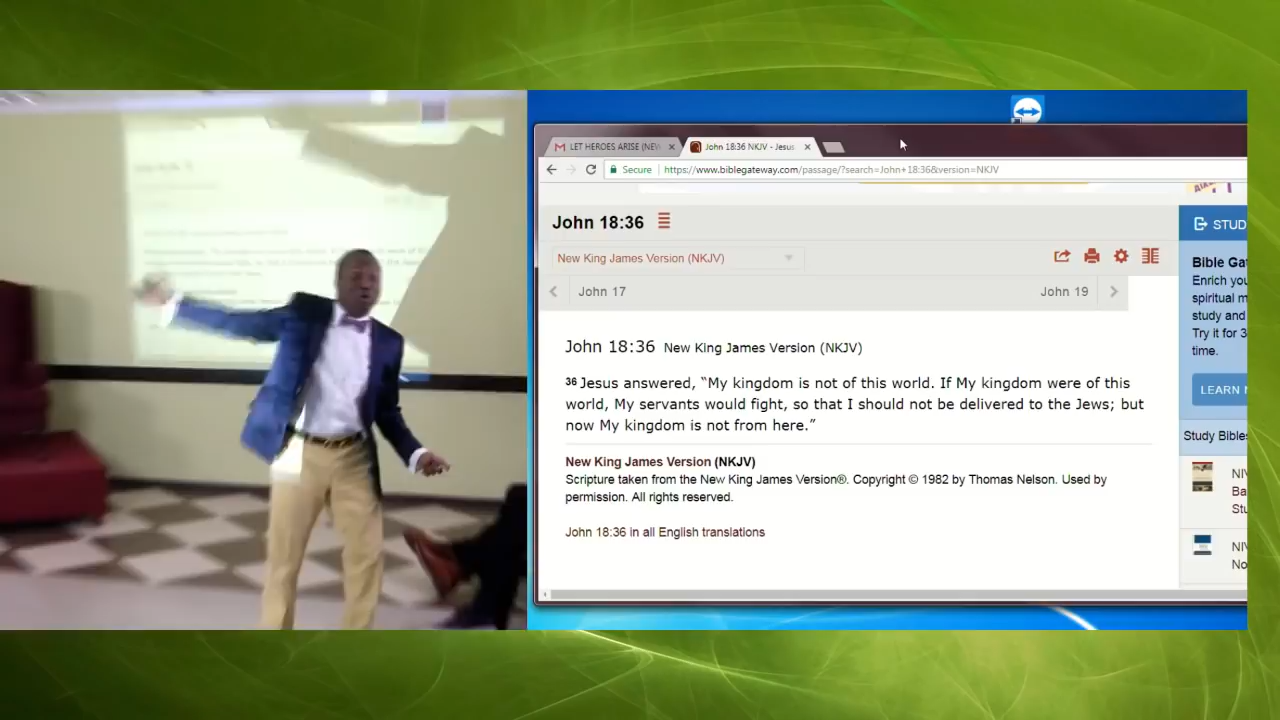 LET HEROES ARISE (NEW
John 18:36 NKJV - Jesus
Secure
https://www.biblegateway.com/passage/?search=John+18:36&version=NKJV
John 18:36
STUD
New King James Version (NKJV)
John 17
John 19
Bible Ga
Enrich you
spiritual m
study and
Try it for 3
time.
LEARN
John 18:36 New King James Version (NKJV)
36 Jesus answered, “My kingdom is not of this world. If My kingdom were of this
world, My servants would fight, so that I should not be delivered to the Jews; but
now My kingdom is not from here.”
Study Bibles
New King James Version (NKJV)
Scripture taken from the New King James Version®. Copyright © 1982 by Thomas Nelson. Used by
permission. All rights reserved.
John 18:36 in all English translations
NIV
Ba
Stu
NIV
No